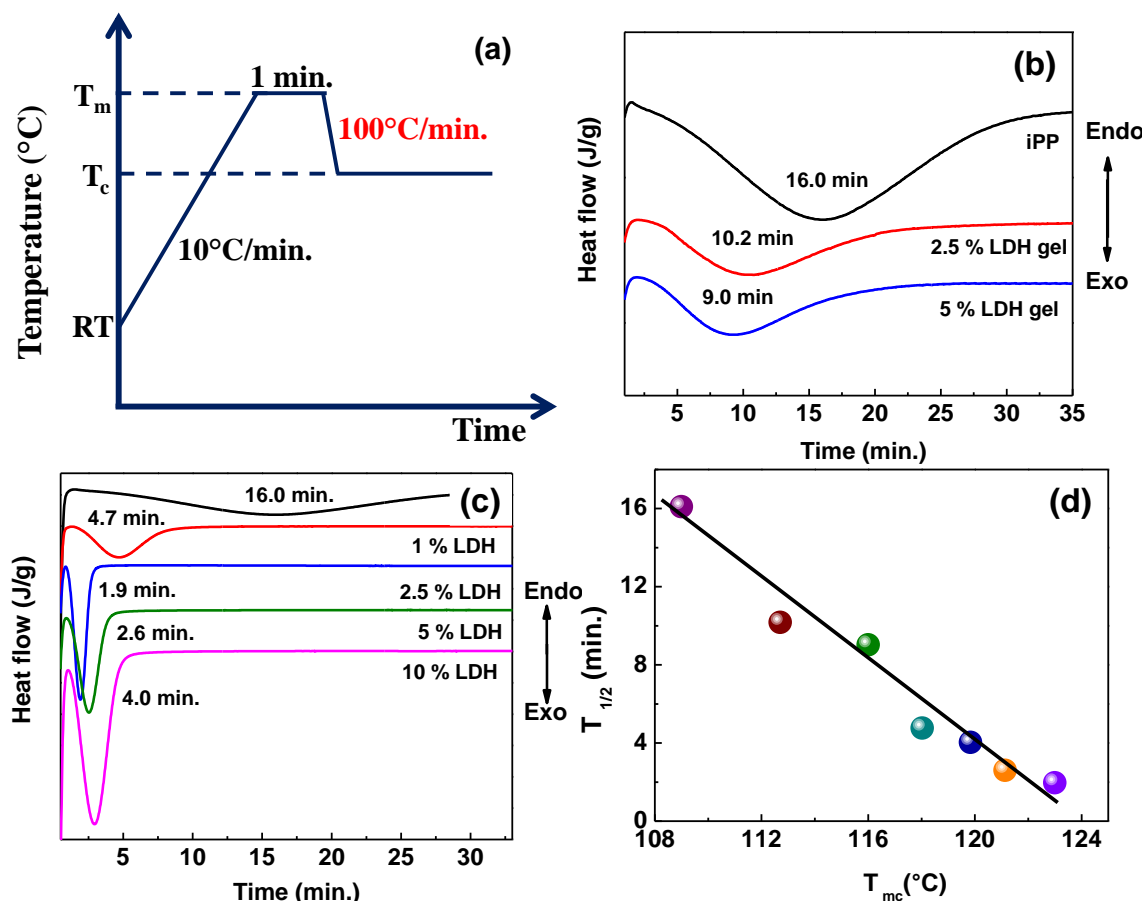 (a)
Temperature (°C)
T_m
1 min.
100°C/min.
T_c
10°C/min.
RT
Time
(b)
Heat flow (J/g)
iPP
16.0 min
10.2 min
2.5 % LDH gel
9.0 min
5 % LDH gel
Endo
Exo
5 10 15 20 25 30 35
Time (min.)
(c)
Heat flow (J/g)
16.0 min.
4.7 min.
1 % LDH
1.9 min.
2.5 % LDH
2.6 min.
5 % LDH
4.0 min.
10 % LDH
Endo
Exo
5 10 15 20 25 30
Time (min.)
(d)
T_1/2 (min.)
16
12
8
4
0
108 112 116 120 124
T_mc(°C)